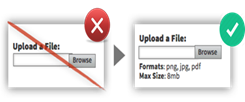 Upload a File:
Browse
Upload a File:
Browse
Formats: png, jpg, pdf
Max Size: 8mb